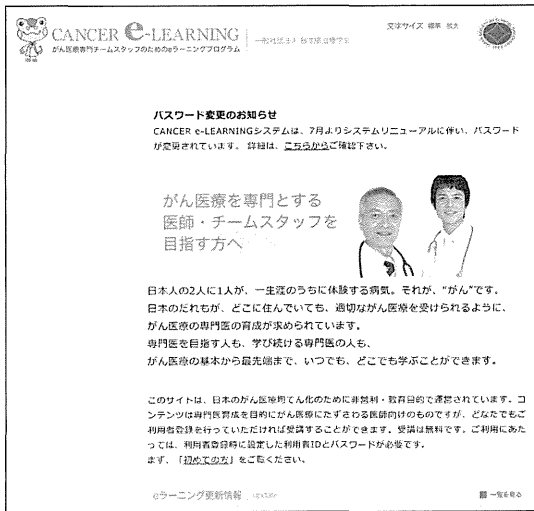 CANCER e-LEARNING
がん医療専門チームスタッフのためのeラーニングプログラム
一般社団法人 日本癌治療学会
文字サイズ 標準 拡大
パスワード変更のお知らせ
CANCER e-LEARNINGシステムは、7月よりシステムリニューアルに伴い、パスワード
が変更されています。 詳細は、こちらからご確認下さい。
がん医療を専門とする
医師・チームスタッフを
目指す方へ
日本人の2人に1人が、一生涯のうちに体験する病気。それが、“がん”です。
日本のだれもが、どこに住んでいても、適切ながん医療を受けられるように、
がん医療の専門医の育成が求められています。
専門医を目指す人も、学び続ける専門医の人も、
がん医療の基本から最先端まで、いつでも、どこでも学ぶことができます。
このサイトは、日本のがん医療均てん化のために非営利・教育目的で運営されています。コ
ンテンツは専門医育成を目的にがん医療にたずさわる医師向けのものですが、どなたでもご
利用者登録を行っていただければ受講することができます。受講は無料です。ご利用にあた
っては、利用者登録時に設定した利用者IDとパスワードが必要です。
まず、「初めての方」をご覧ください。
eラーニング更新情報
一覧を見る